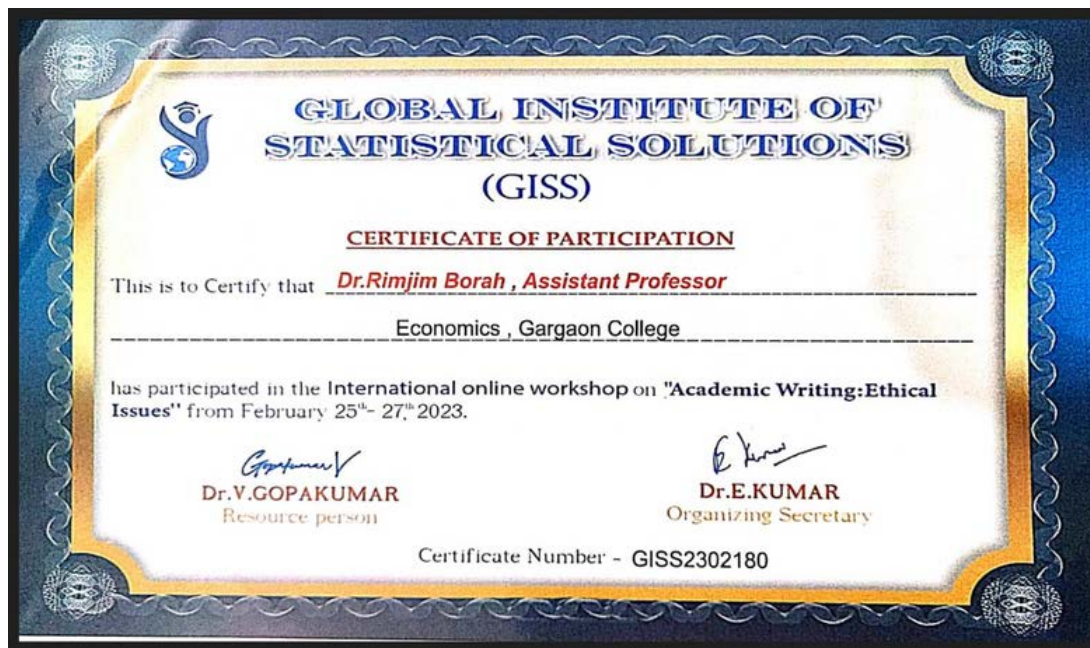 GLOBAL INSTITUTE OF
STATISTICAL SOLUTIONS
(GISS)
CERTIFICATE OF PARTICIPATION
This is to Certify that Dr.Rimjim Borah , Assistant Professor
Economics , Gargaon College
has participated in the International online workshop on "Academic Writing:Ethical
Issues" from February 25th- 27th 2023.
Gopakumar V
E Kumar
Dr.V.GOPAKUMAR
Dr.E.KUMAR
Resource person
Organizing Secretary
Certificate Number - GISS2302180